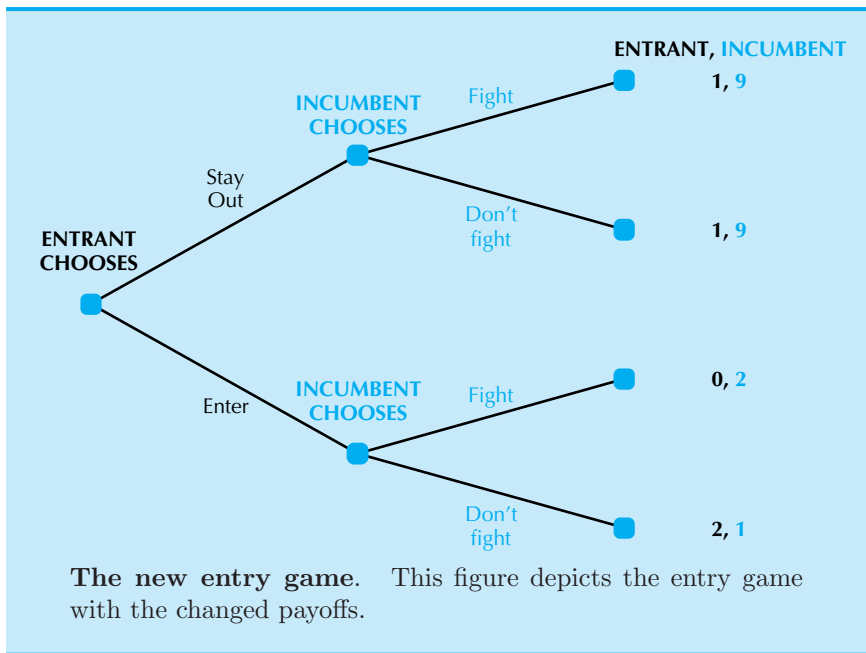 ENTRANT, INCUMBENT
1, 9
Fight
INCUMBENT
CHOOSES
Stay
Out
Don't
fight
1, 9
ENTRANT
CHOOSES
INCUMBENT
CHOOSES
Fight
0, 2
Enter
Don't
fight
2, 1
The new entry game. This figure depicts the entry game
with the changed payoffs.